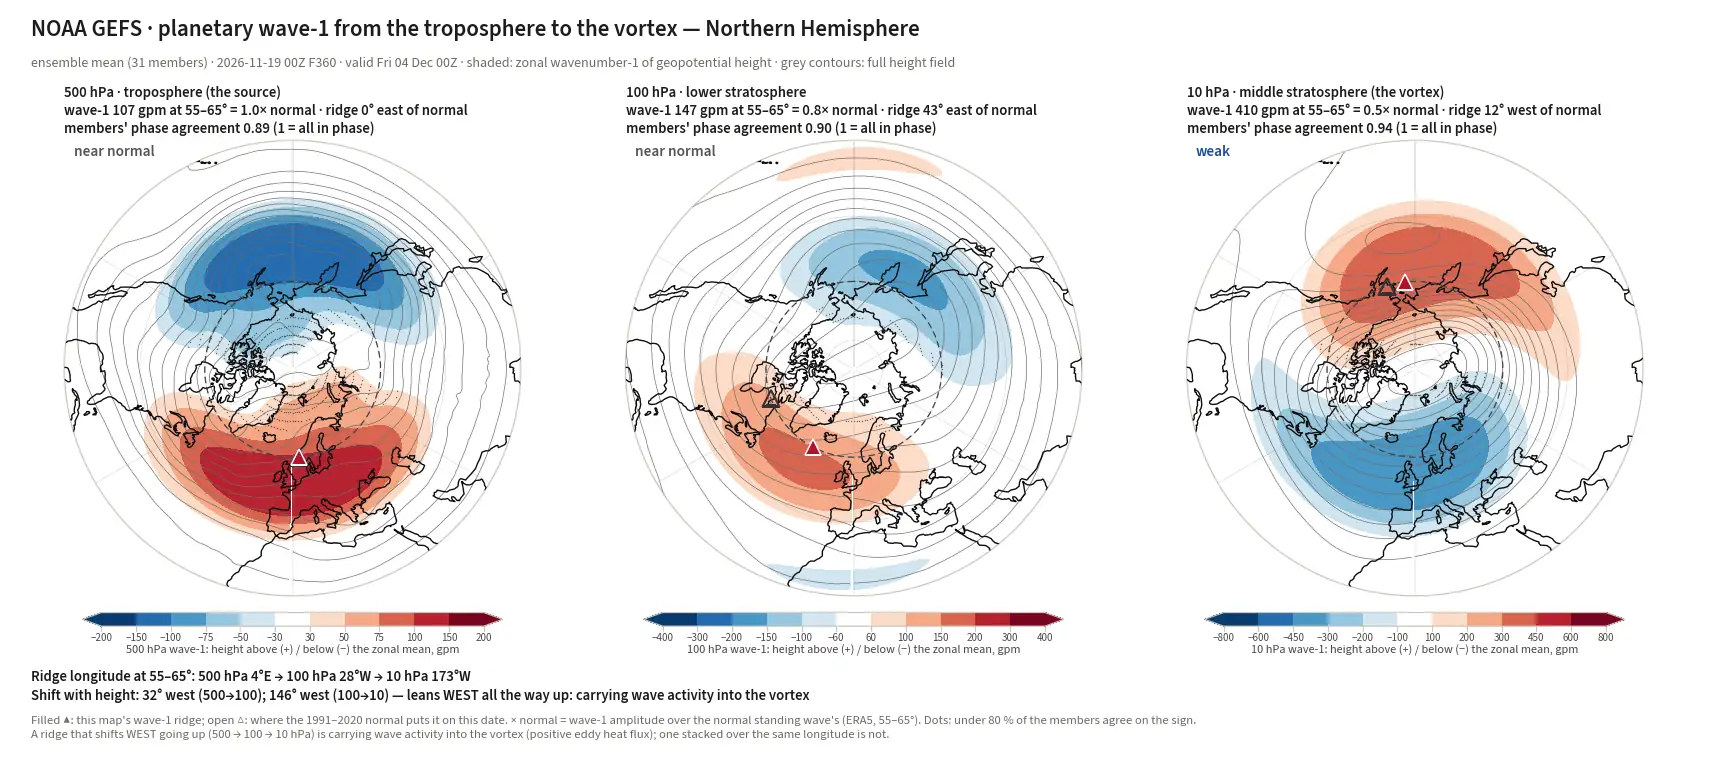 NOAA GEFS · planetary wave-1 from the troposphere to the vortex — Northern Hemisphere
ensemble mean (31 members) · 2026-11-19 00Z F360 · valid Fri 04 Dec 00Z · shaded: zonal wavenumber-1 of geopotential height · grey contours: full height field
500 hPa · troposphere (the source)
wave-1 107 gpm at 55–65° = 1.0× normal · ridge 0° east of normal
members' phase agreement 0.89 (1 = all in phase)
near normal
100 hPa · lower stratosphere
wave-1 147 gpm at 55–65° = 0.8× normal · ridge 43° east of normal
members' phase agreement 0.90 (1 = all in phase)
near normal
10 hPa · middle stratosphere (the vortex)
wave-1 410 gpm at 55–65° = 0.5× normal · ridge 12° west of normal
members' phase agreement 0.94 (1 = all in phase)
weak
−200 −150 −100 −75 −50 −30 30 50 75 100 150 200
500 hPa wave-1: height above (+) / below (−) the zonal mean, gpm
−400 −300 −200 −150 −100 −60 60 100 150 200 300 400
100 hPa wave-1: height above (+) / below (−) the zonal mean, gpm
−800 −600 −450 −300 −200 −100 100 200 300 450 600 800
10 hPa wave-1: height above (+) / below (−) the zonal mean, gpm
Ridge longitude at 55–65°: 500 hPa 4°E → 100 hPa 28°W → 10 hPa 173°W
Shift with height: 32° west (500→100); 146° west (100→10) — leans WEST all the way up: carrying wave activity into the vortex
Filled ▲: this map's wave-1 ridge; open △: where the 1991–2020 normal puts it on this date. × normal = wave-1 amplitude over the normal standing wave's (ERA5, 55–65°). Dots: under 80 % of the members agree on the sign.
A ridge that shifts WEST going up (500 → 100 → 10 hPa) is carrying wave activity into the vortex (positive eddy heat flux); one stacked over the same longitude is not.